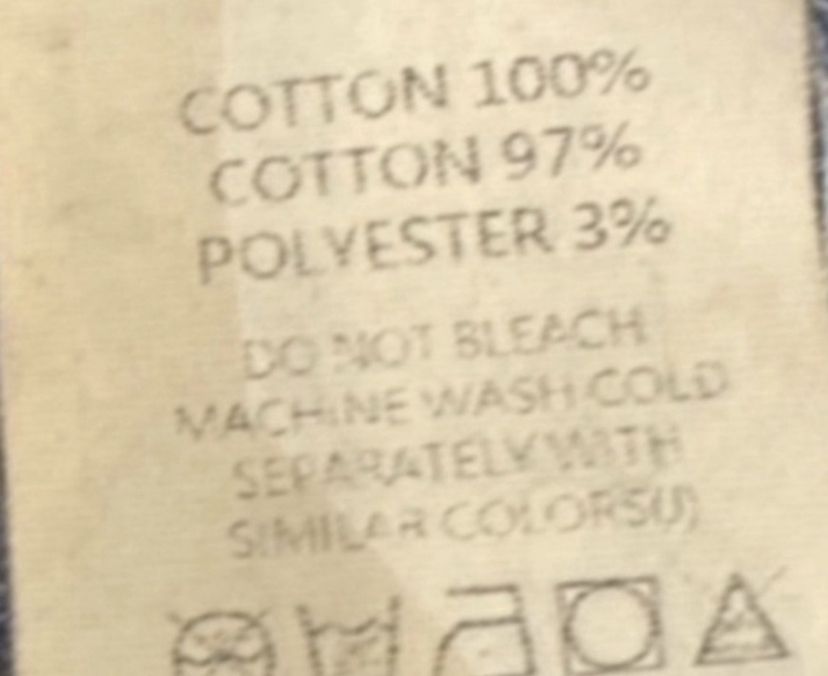 COTTON 100%
COTTON 97%
POLYESTER 3%
DO NOT BLEACH
MACHINE WASH COLD
SEPARATELY WITH
SIMILAR COLORS(U)